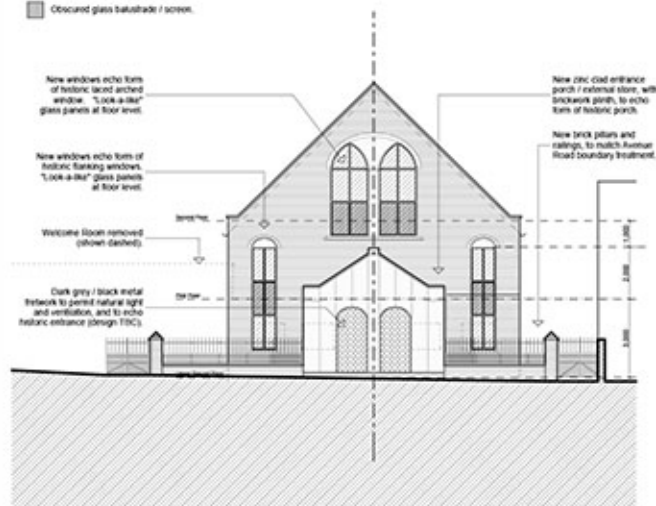 Obscured glass balustrade / screen.
New windows echo form
of historic laced arched
window. "Look-a-like"
glass panels at floor level.
New windows echo form of
historic flanking windows.
"Look-a-like" glass panels
at floor level.
Welcome Room removed
(shown dashed).
Dark grey / black metal
fretwork to permit natural light
and ventilation, and to echo
historic entrance (design TBC).
New zinc clad entrance
porch / external store, with
brickwork plinth, to echo
form of historic porch.
New brick pillars and
railings, to match Avenue
Road boundary treatment.
Second Floor
First Floor